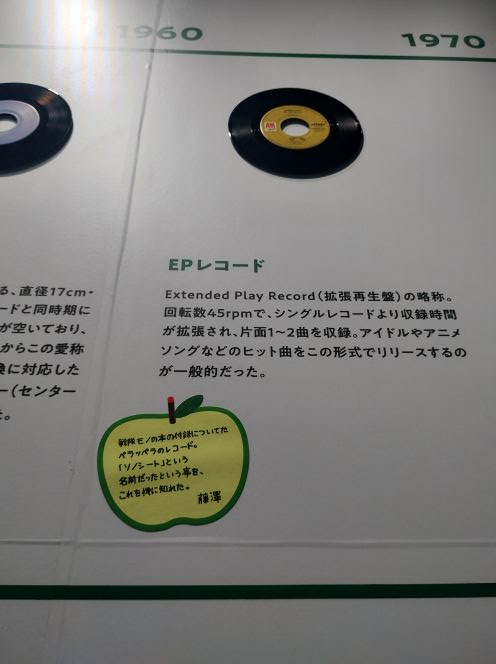 1960
1970
EPレコード
Extended Play Record(拡張再生盤)の略称。
回転数45rpmで、シングルレコードより収録時間
が拡張され、片面1~2曲を収録。アイドルやアニメ
ソングなどのヒット曲をこの形式でリリースするの
が一般的だった。
る、直径17cm・
ードと同時期に
が空いており、
からこの愛称
換に対応した
ー(センター
た。
戦隊モノの本の付録についてた
ペラッペラのレコード。
「ソノシート」という
名前だったという事を、
これを機に知れた。
藤澤